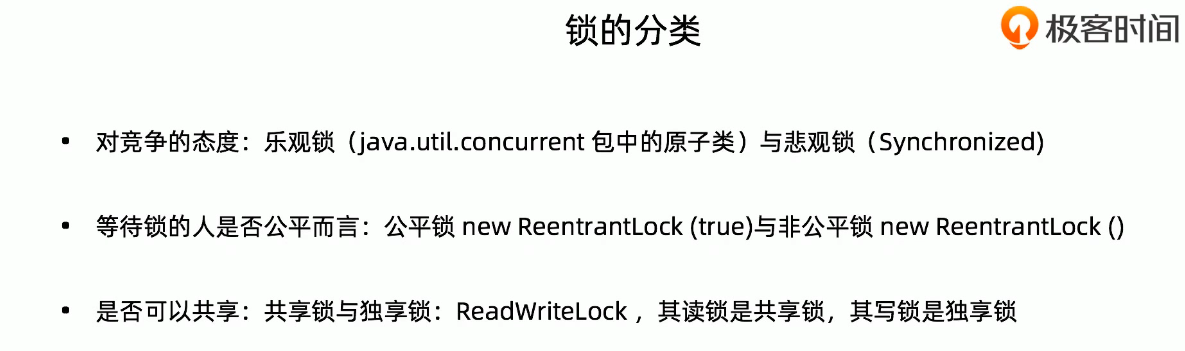 锁的分类
极客时间
• 对竞争的态度：乐观锁（java.util.concurrent 包中的原子类）与悲观锁（Synchronized)
• 等待锁的人是否公平而言：公平锁 new ReentrantLock (true)与非公平锁 new ReentrantLock ()
• 是否可以共享：共享锁与独享锁：ReadWriteLock ，其读锁是共享锁，其写锁是独享锁